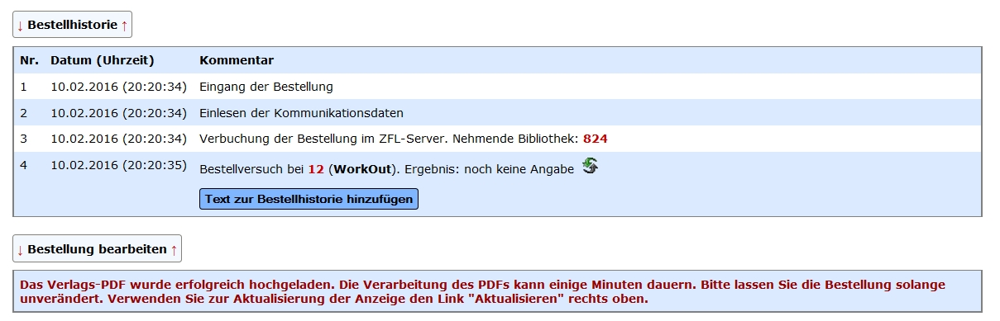 ↓ Bestellhistorie ↑
Nr. Datum (Uhrzeit) Kommentar
1 10.02.2016 (20:20:34) Eingang der Bestellung
2 10.02.2016 (20:20:34) Einlesen der Kommunikationsdaten
3 10.02.2016 (20:20:34) Verbuchung der Bestellung im ZFL-Server. Nehmende Bibliothek: 824
4 10.02.2016 (20:20:35) Bestellversuch bei 12 (WorkOut). Ergebnis: noch keine Angabe
Text zur Bestellhistorie hinzufügen
↓ Bestellung bearbeiten ↑
Das Verlags-PDF wurde erfolgreich hochgeladen. Die Verarbeitung des PDFs kann einige Minuten dauern. Bitte lassen Sie die Bestellung solange
unverändert. Verwenden Sie zur Aktualisierung der Anzeige den Link "Aktualisieren" rechts oben.